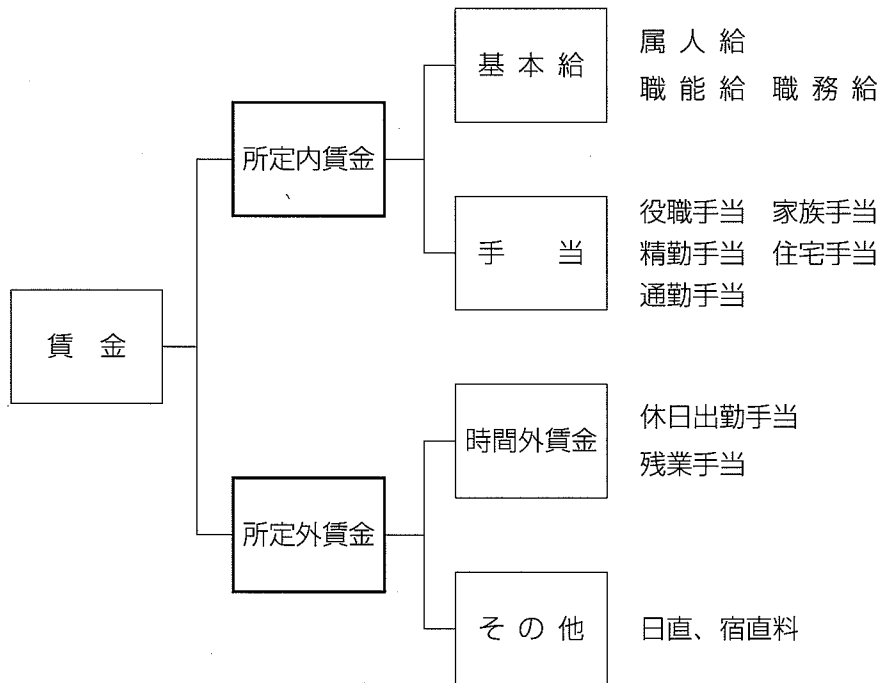 賃金
所定内賃金
基本給
属人給
職能給 職務給
手当
役職手当 家族手当
精勤手当 住宅手当
通勤手当
所定外賃金
時間外賃金
休日出勤手当
残業手当
その他
日直、宿直料